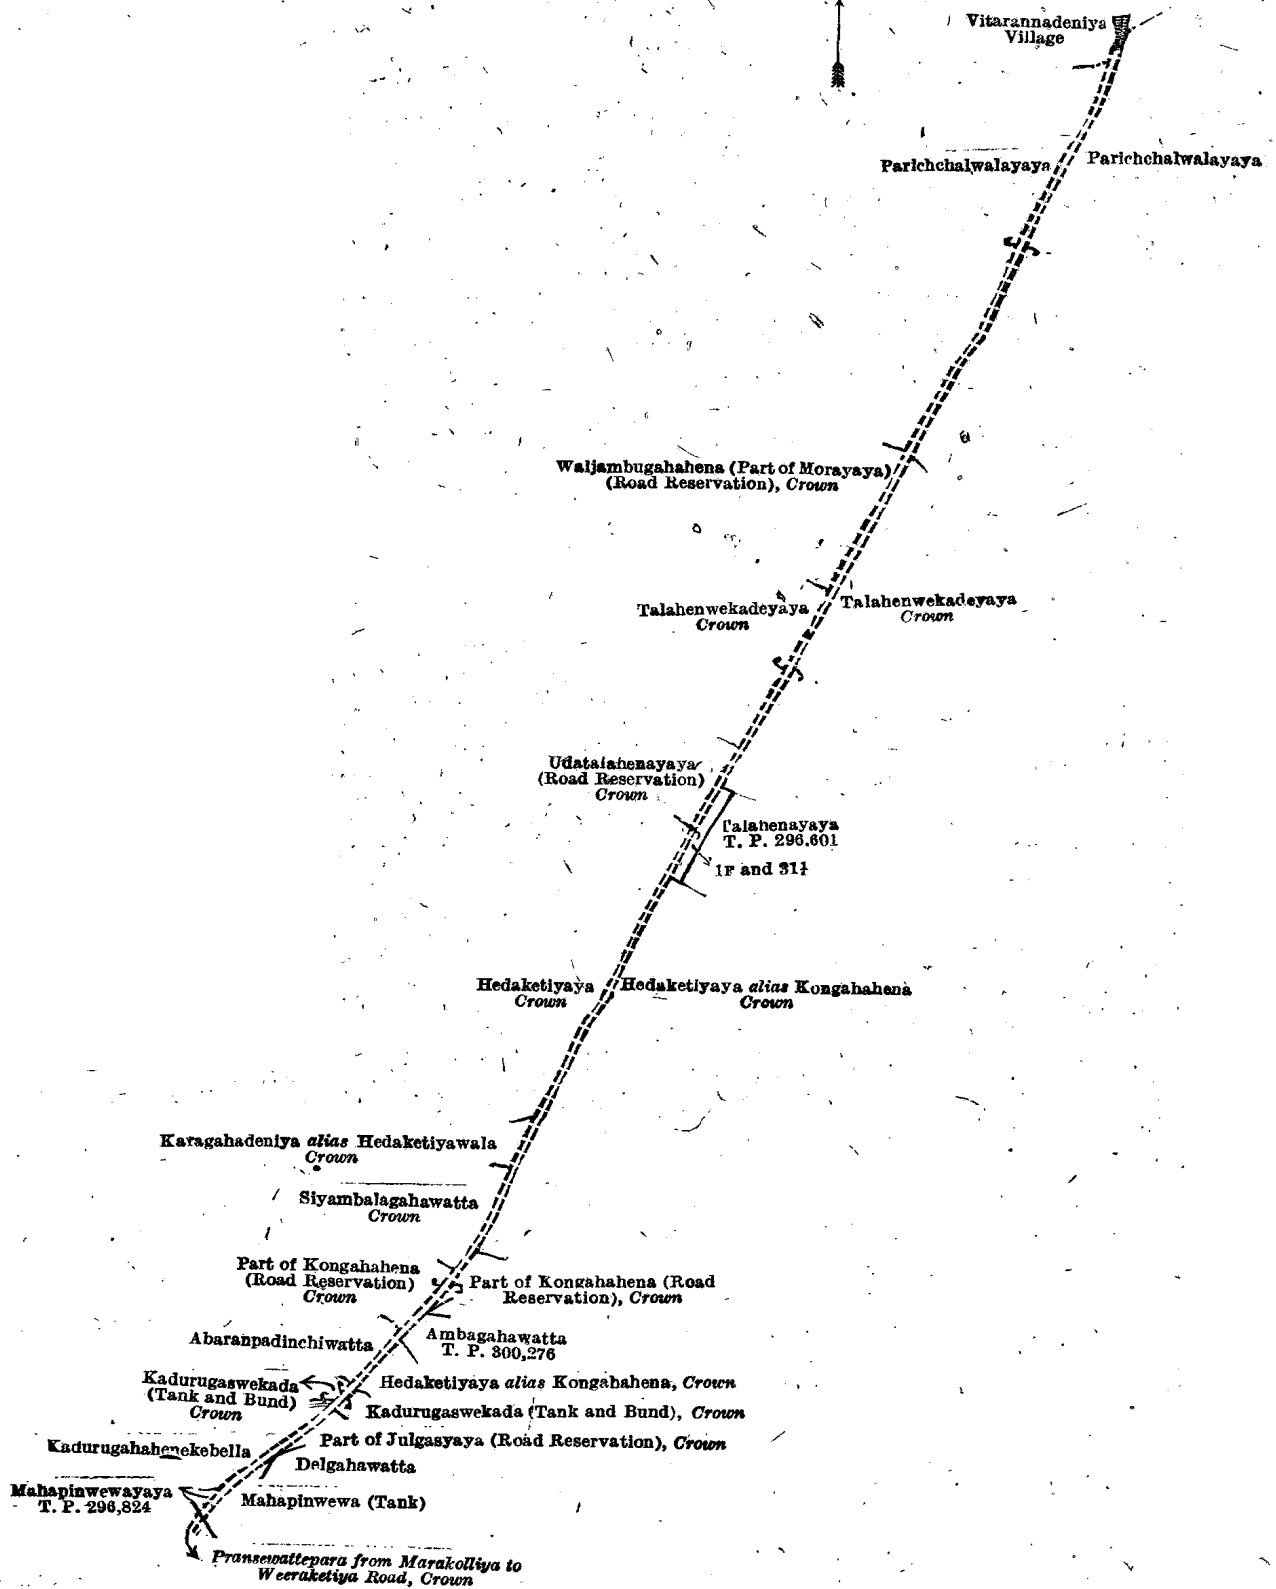 Vitarannadeniya
Village
Parichchalwalayaya
Parichchalwalayaya
Waljambugahahena (Part of Morayaya)
(Road Reservation), Crown
Talahenwekadeyaya
Crown
Talahenwekadeyaya
Crown
Udatalahenayaya
(Road Reservation)
Crown
Talahenayaya
T. P. 296.601
1F and 31½
Hedaketiyaya
Crown
Hedaketiyaya alias Kongahahena
Crown
Karagahadeniya alias Hedaketiyawala
Crown
Siyambalagahawatta
Crown
Part of Kongahahena
(Road Reservation)
Crown
Part of Kongahahena (Road
Reservation), Crown
Abaranpadinchiwatta
Ambagahawatta
T. P. 300,276
Kadurugaswekada
(Tank and Bund)
Crown
Hedaketiyaya alias Kongahahena, Crown
Kadurugaswekada (Tank and Bund), Crown
Part of Julgasyaya (Road Reservation), Crown
Kadurugahahenekebella
Delgahawatta
Mahapinwewayaya
T. P. 296,824
Mahapinwewa (Tank)
Pransewattepara from Marakolliya to
Weeraketiya Road, Crown